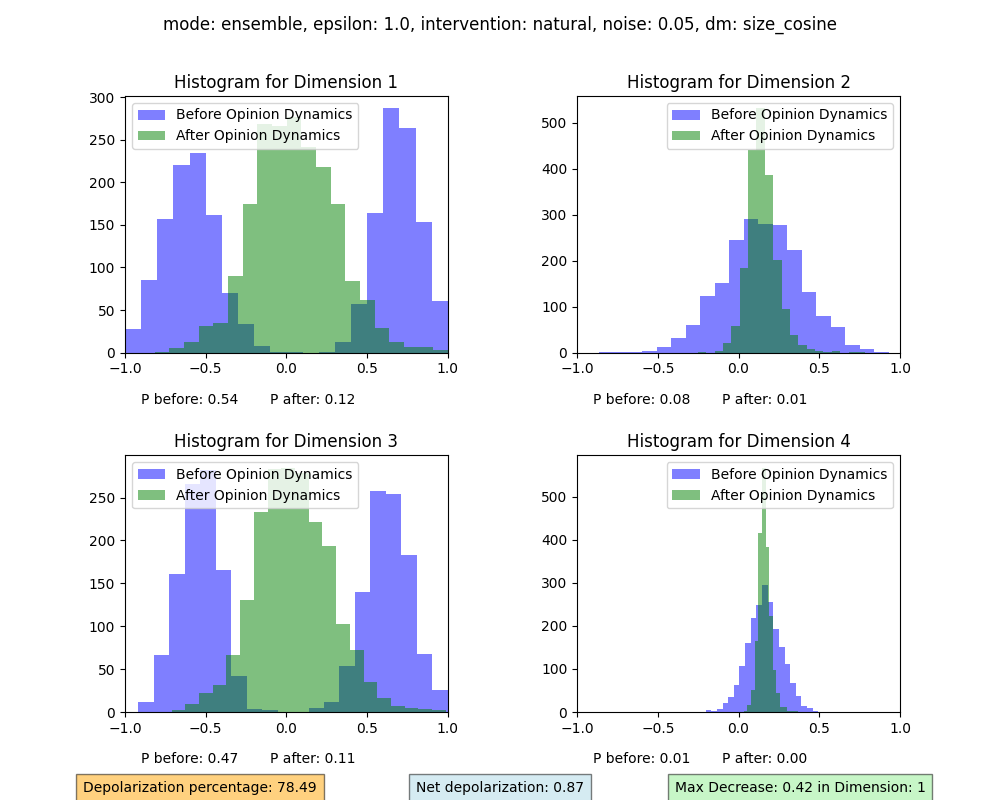 mode: ensemble, epsilon: 1.0, intervention: natural, noise: 0.05, dm: size_cosine
Histogram for Dimension 1
Before Opinion Dynamics
After Opinion Dynamics
300
250
200
150
100
50
0
−1.0 −0.5 0.0 0.5 1.0
P before: 0.54 P after: 0.12
Histogram for Dimension 2
Before Opinion Dynamics
After Opinion Dynamics
500
400
300
200
100
0
−1.0 −0.5 0.0 0.5 1.0
P before: 0.08 P after: 0.01
Histogram for Dimension 3
Before Opinion Dynamics
After Opinion Dynamics
250
200
150
100
50
0
−1.0 −0.5 0.0 0.5 1.0
P before: 0.47 P after: 0.11
Histogram for Dimension 4
Before Opinion Dynamics
After Opinion Dynamics
500
400
300
200
100
0
−1.0 −0.5 0.0 0.5 1.0
P before: 0.01 P after: 0.00
Depolarization percentage: 78.49
Net depolarization: 0.87
Max Decrease: 0.42 in Dimension: 1